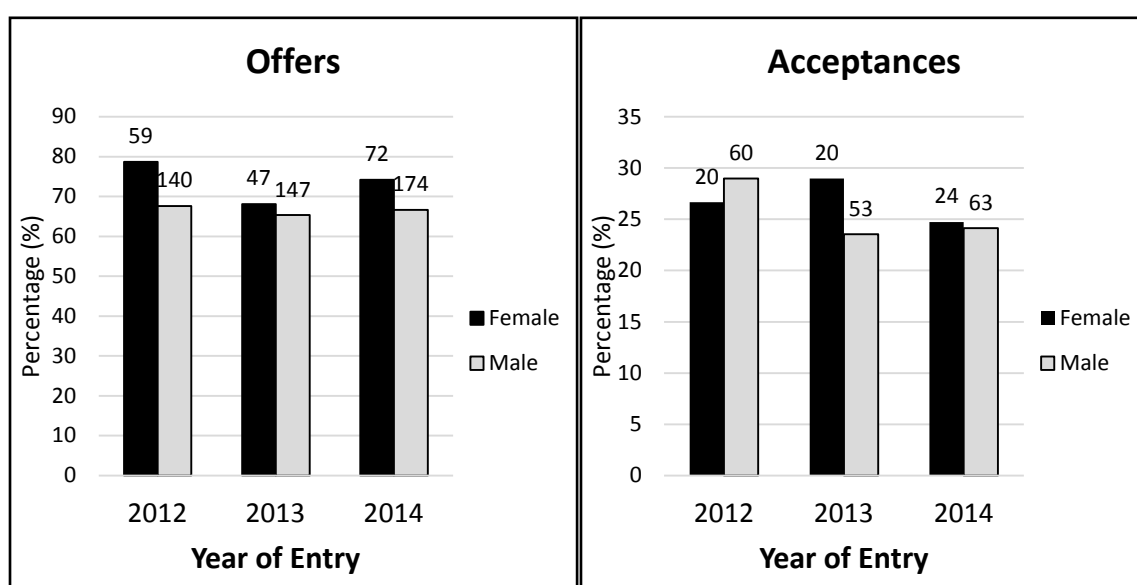 Offers
90
80
70
60
50
40
30
20
10
0
Percentage (%)
59
140
47
147
72
174
2012 2013 2014
Year of Entry
Female
Male
Acceptances
35
30
25
20
15
10
5
0
Percentage (%)
20
60
20
53
24
63
2012 2013 2014
Year of Entry
Female
Male